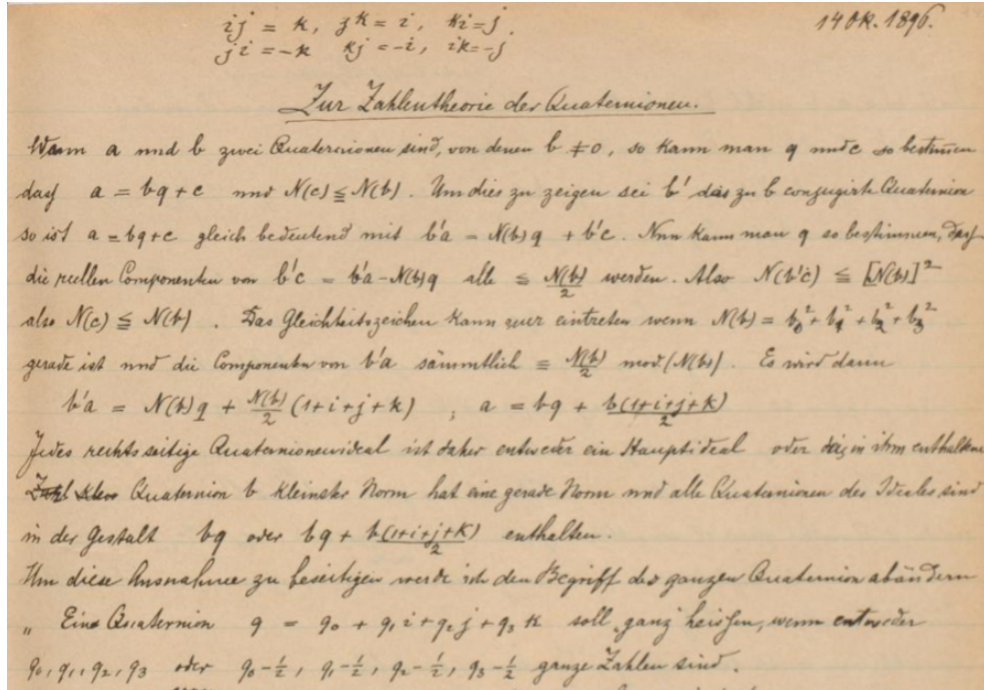 ij = k, jk = i, ki = j.
14 Ok. 1896.
ji = -k kj = -i, ik = -j
Zur Zahlentheorie der Quaternionen.
Wenn a und b zwei Quaternionen sind, von denen b ≠ 0, so kann man q und c so bestimmen
daß a = bq + c und N(c) ≦ N(b). Um dies zu zeigen sei b' das zu b conjugirte Quaternion
so ist a = bq + c gleich bedeutend mit b'a = N(b)q + b'c. Nun kann man q so bestimmen, daß
die reellen Componenten von b'c = b'a - N(b)q alle ≦ N(b)/2 werden. Also N(b'c) ≦ [N(b)]²
also N(c) ≦ N(b). Das Gleichheitszeichen kann nur eintreten wenn N(b) = b₀² + b₁² + b₂² + b₃²
gerade ist und die Componenten von b'a sämmtlich ≡ N(b)/2 mod. (N(b)). Es wird dann
b'a = N(b)q + N(b)/2 (1+i+j+k) ; a = bq + b(1+i+j+k)/2
Jedes rechtsseitige Quaternionenideal ist daher entweder ein Hauptideal oder das in ihm enthaltene
Quaternion b kleinster Norm hat eine gerade Norm und alle Quaternionen des Ideales sind
in der Gestalt bq oder bq + b(1+i+j+k)/2 enthalten.
Um diese Ausnahme zu beseitigen werde ich den Begriff der ganzen Quaternion abändern
„ Eine Quaternion q = q₀ + q₁ i + q₂ j + q₃ k soll „ganz" heißen, wenn entweder
q₀, q₁, q₂, q₃ oder q₀ - ½, q₁ - ½, q₂ - ½, q₃ - ½ ganze Zahlen sind.